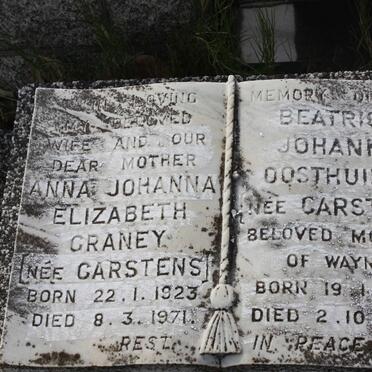 LOVING
BELOVED
WIFE AND OUR
DEAR MOTHER
ANNA JOHANNA
ELIZABETH
GRANEY
[NÉE CARSTENS]
BORN 22.1.1923
DIED 8.3.1971.
REST
MEMORY
BEATRIS
JOHANN
OOSTHUI
NÉE CARST
BELOVED MO
OF WAYN
BORN 19.1
DIED 2.10
IN PEACE